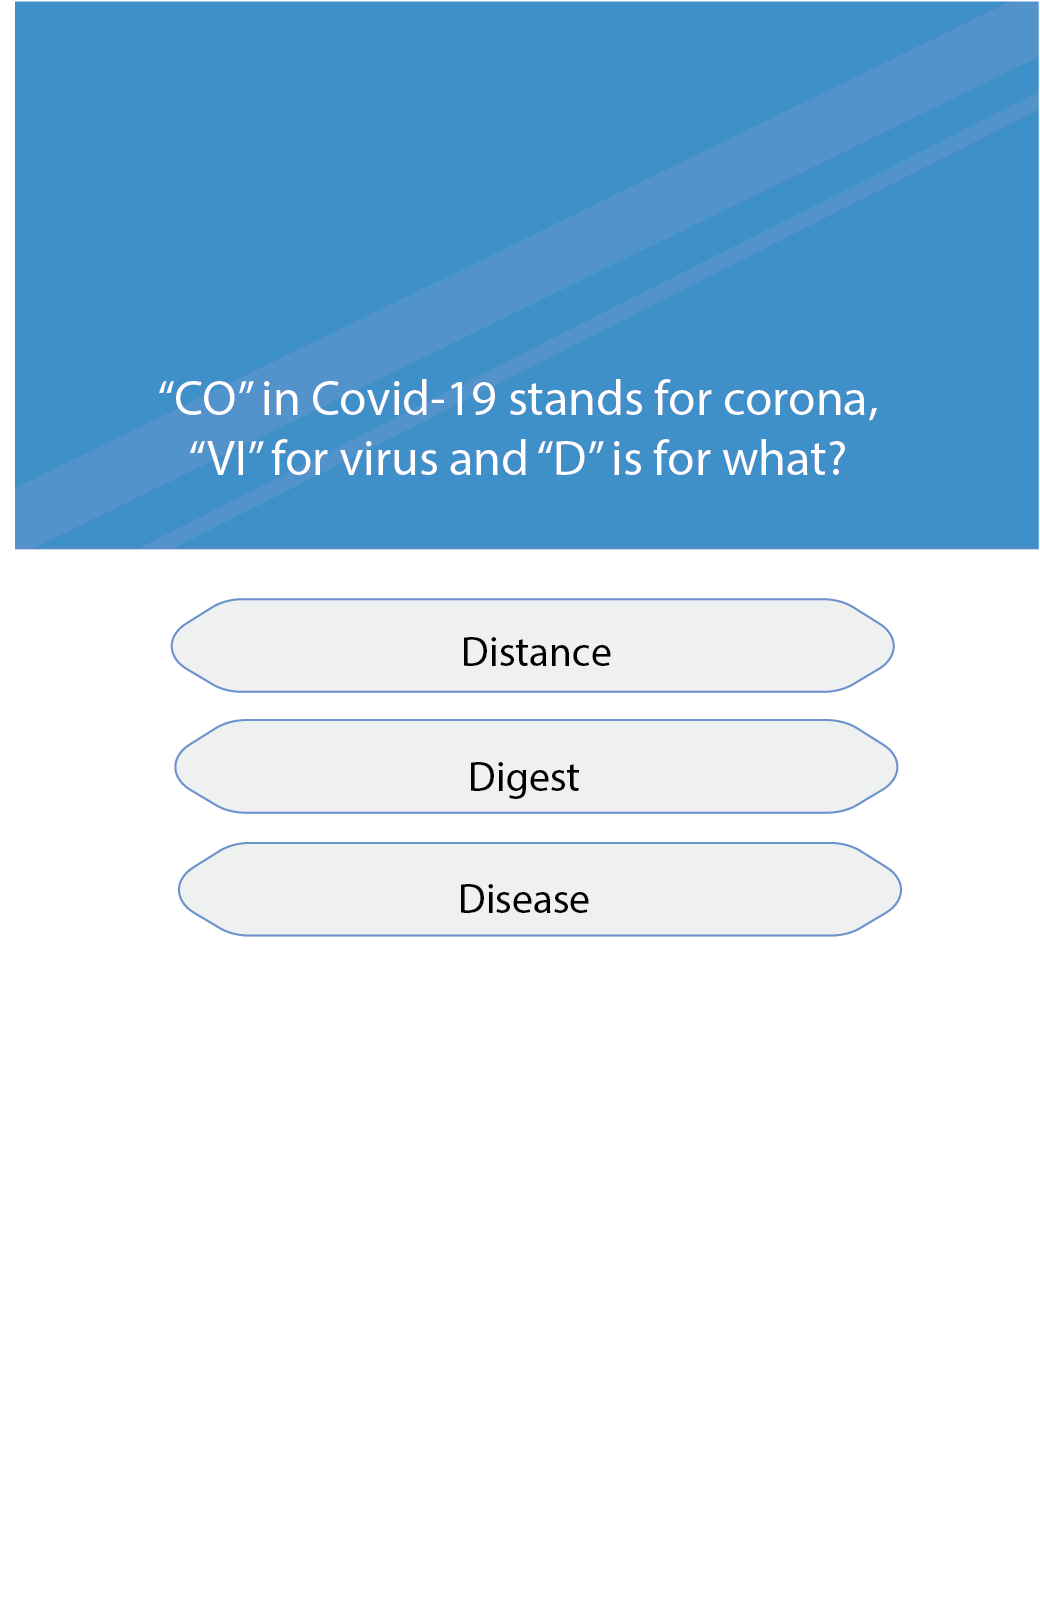 “CO” in Covid-19 stands for corona,
“VI” for virus and “D” is for what?
Distance
Digest
Disease